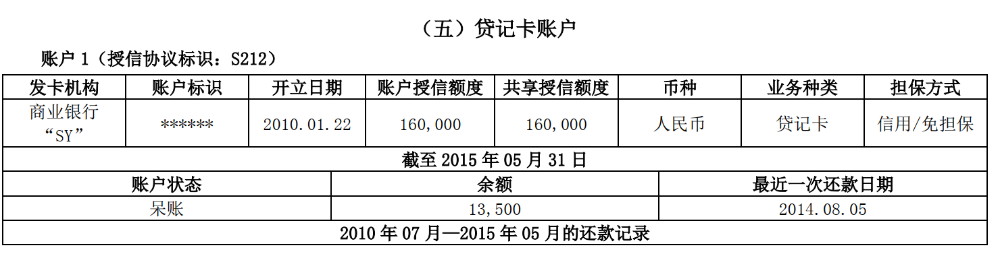 （五）贷记卡账户
账户 1（授信协议标识：S212）
发卡机构 账户标识 开立日期 账户授信额度 共享授信额度 币种 业务种类 担保方式
商业银行 “SY” ****** 2010.01.22 160,000 160,000 人民币 贷记卡 信用/免担保
截至 2015 年 05 月 31 日
账户状态 余额 最近一次还款日期
呆账 13,500 2014.08.05
2010 年 07 月—2015 年 05 月的还款记录